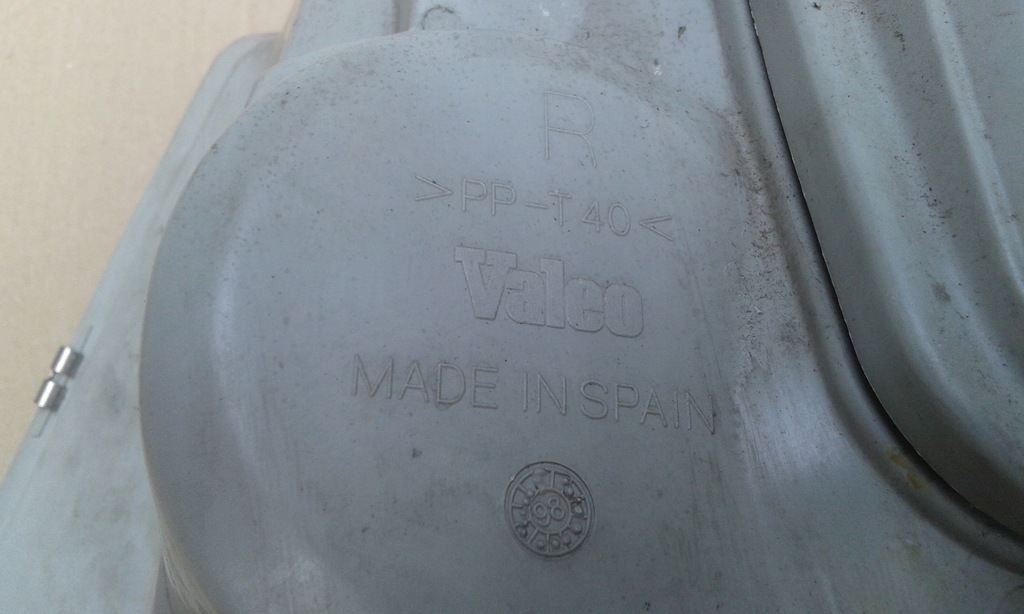 R
>PP-T40<
Valeo
MADE IN SPAIN
98